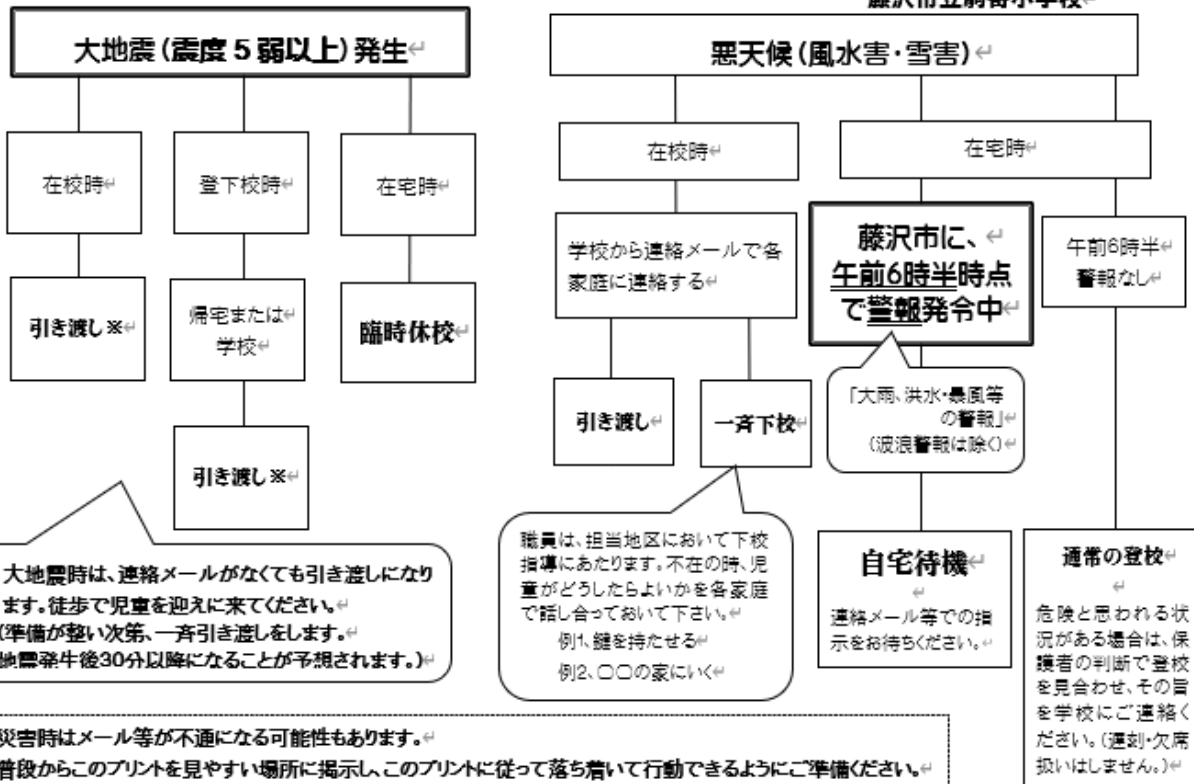 大地震（震度５弱以上）発生
在校時
登下校時
在宅時
引き渡し※
帰宅または
学校
臨時休校
引き渡し※
大地震時は、連絡メールがなくても引き渡しになり
ます。徒歩で児童を迎えに来てください。
(準備が整い次第、一斉引き渡しをします。
地震発生後30分以降になることが予想されます。)
悪天候（風水害・雪害）
在校時
在宅時
学校から連絡メールで各
家庭に連絡する
藤沢市に、
午前6時半時点
で警報発令中
午前6時半
警報なし
引き渡し
一斉下校
「大雨、洪水・暴風等
の警報」
(波浪警報は除く)
職員は、担当地区において下校
指導にあたります。不在の時、児
童がどうしたらよいかを各家庭
で話し合っておいて下さい。
例1、鍵を持たせる
例2、〇〇の家にいく
自宅待機
連絡メール等での指
示をお待ちください。
通常の登校
危険と思われる状
況がある場合は、保
護者の判断で登校
を見合わせ、その旨
を学校にご連絡く
ださい。(遅刻・欠席
扱いはしません。)
災害時はメール等が不通になる可能性もあります。
普段からこのプリントを見やすい場所に掲示し、このプリントに従って落ち着いて行動できるようにご準備ください。